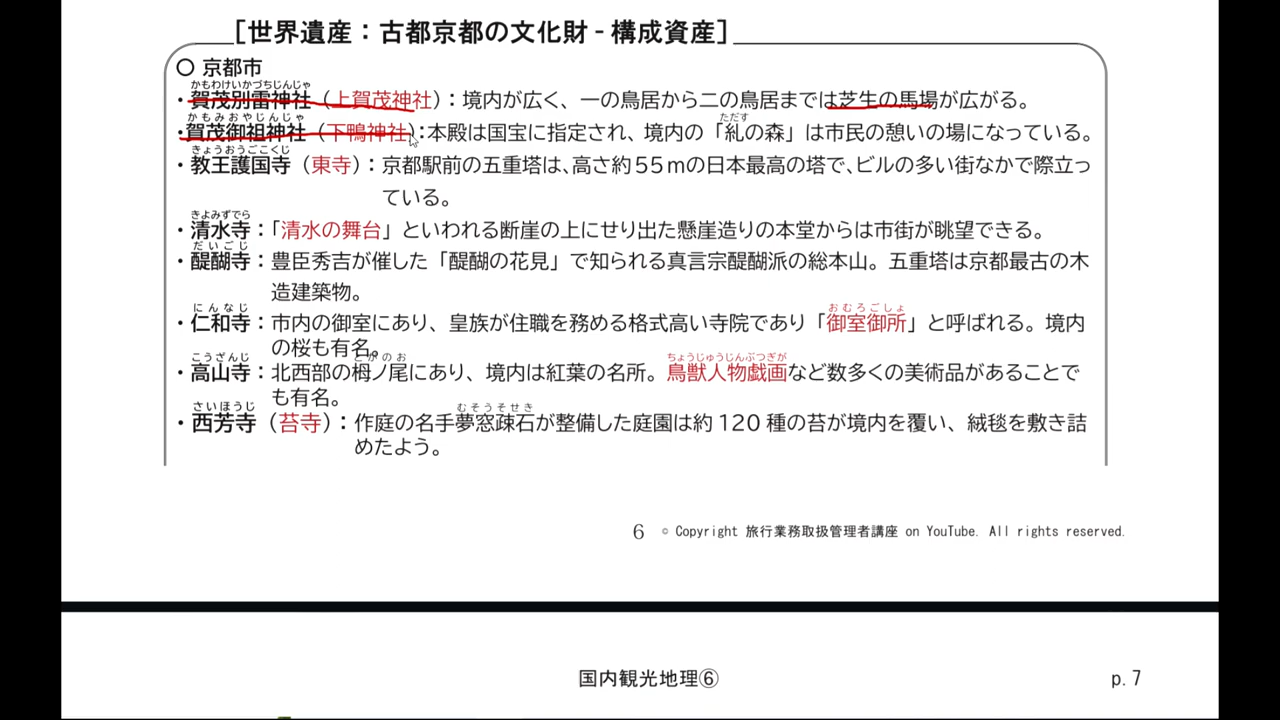 ［世界遺産：古都京都の文化財 - 構成資産］
○ 京都市
かもわけいかづちじんじゃ
・賀茂別雷神社（上賀茂神社）：境内が広く、一の鳥居から二の鳥居までは芝生の馬場が広がる。
かもみおやじんじゃ ただす
・賀茂御祖神社（下鴨神社）：本殿は国宝に指定され、境内の「糺の森」は市民の憩いの場になっている。
きょうおうごこくじ
・教王護国寺（東寺）：京都駅前の五重塔は、高さ約５５ｍの日本最高の塔で、ビルの多い街なかで際立っ
ている。
きよみずでら
・清水寺：「清水の舞台」といわれる断崖の上にせり出た懸崖造りの本堂からは市街が眺望できる。
だいごじ
・醍醐寺：豊臣秀吉が催した「醍醐の花見」で知られる真言宗醍醐派の総本山。五重塔は京都最古の木
造建築物。
にんなじ おむろごしょ
・仁和寺：市内の御室にあり、皇族が住職を務める格式高い寺院であり「御室御所」と呼ばれる。境内
の桜も有名。
こうざんじ とがのお ちょうじゅうじんぶつぎが
・高山寺：北西部の栂ノ尾にあり、境内は紅葉の名所。鳥獣人物戯画など数多くの美術品があることで
も有名。
さいほうじ むそうそせき
・西芳寺（苔寺）：作庭の名手夢窓疎石が整備した庭園は約 120 種の苔が境内を覆い、絨毯を敷き詰
めたよう。
6 © Copyright 旅行業務取扱管理者講座 on YouTube. All rights reserved.
国内観光地理⑥ p. 7